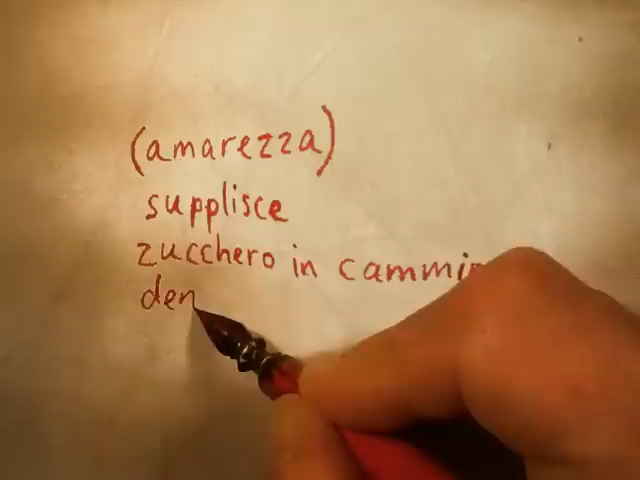 (amarezza)
supplisce
zucchero in cammin
den